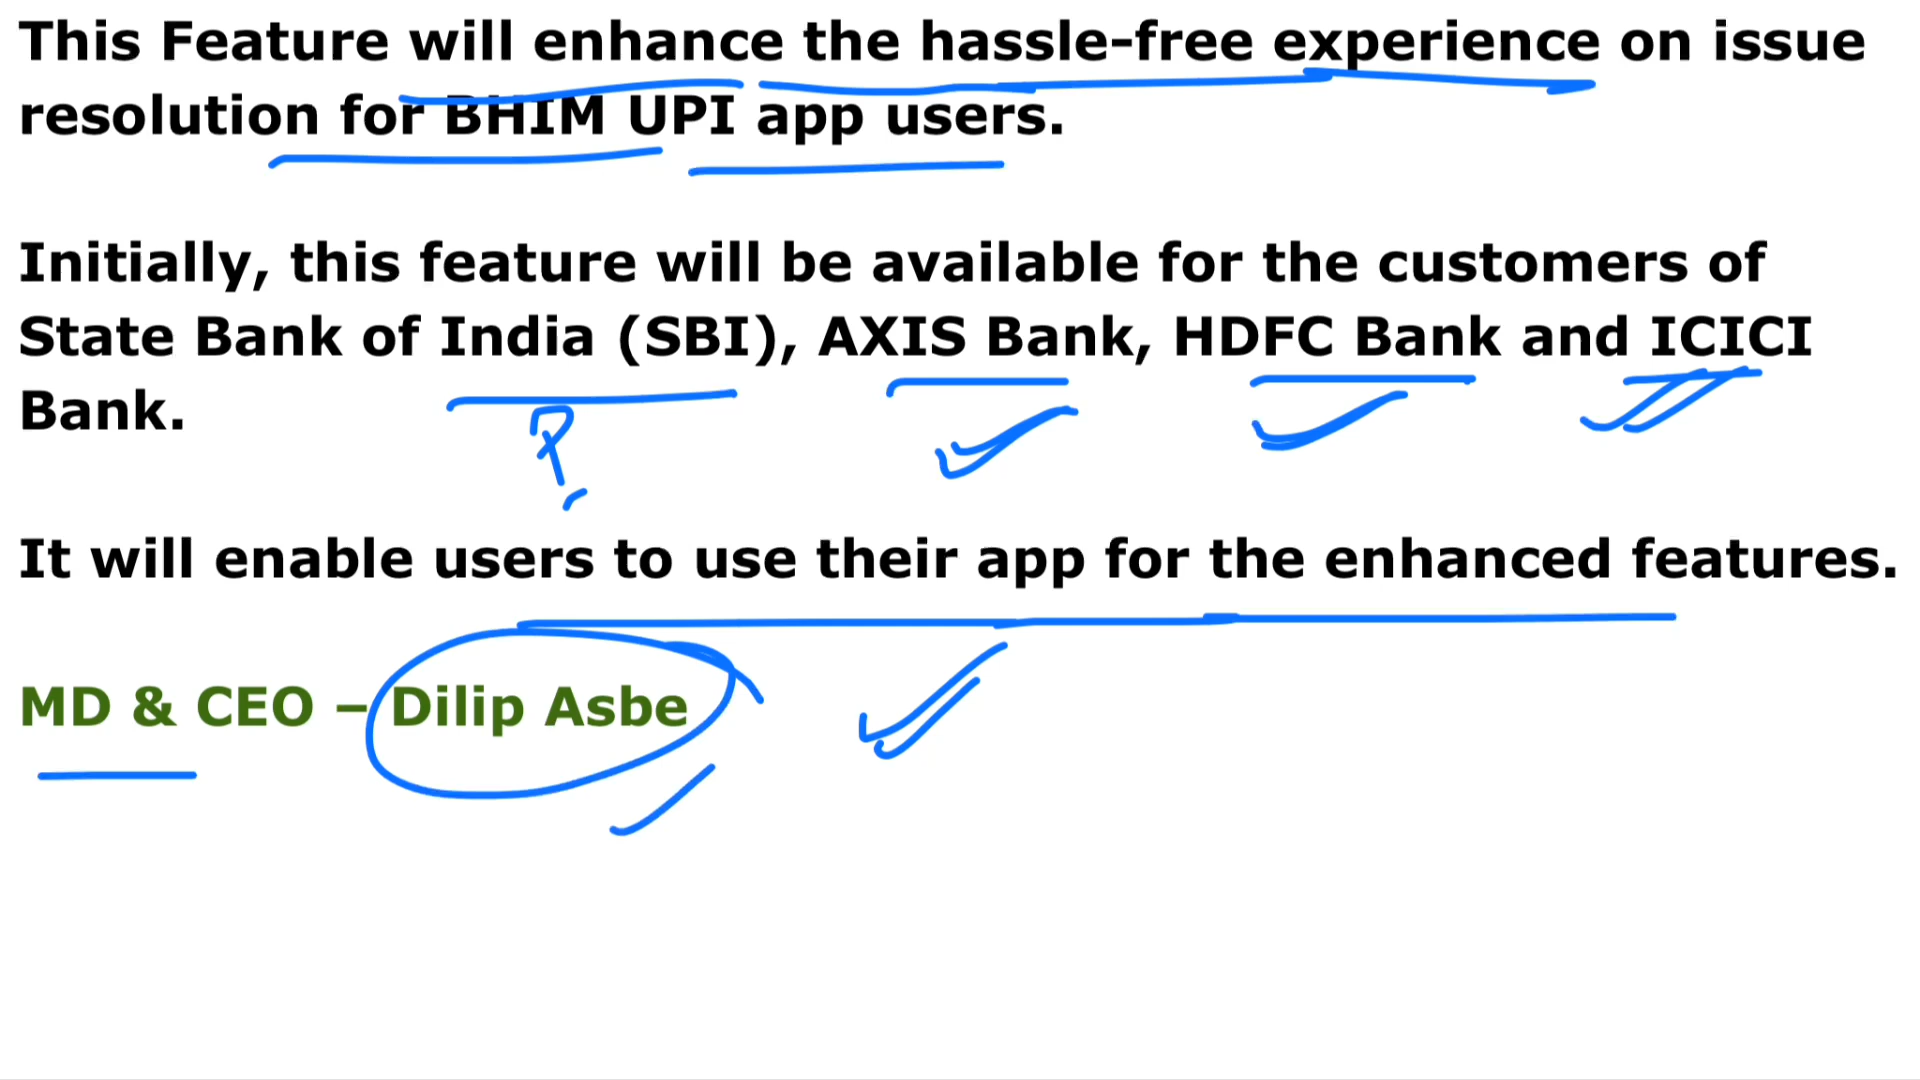 This Feature will enhance the hassle-free experience on issue
resolution for BHIM UPI app users.
Initially, this feature will be available for the customers of
State Bank of India (SBI), AXIS Bank, HDFC Bank and ICICI
Bank.
It will enable users to use their app for the enhanced features.
MD & CEO – Dilip Asbe